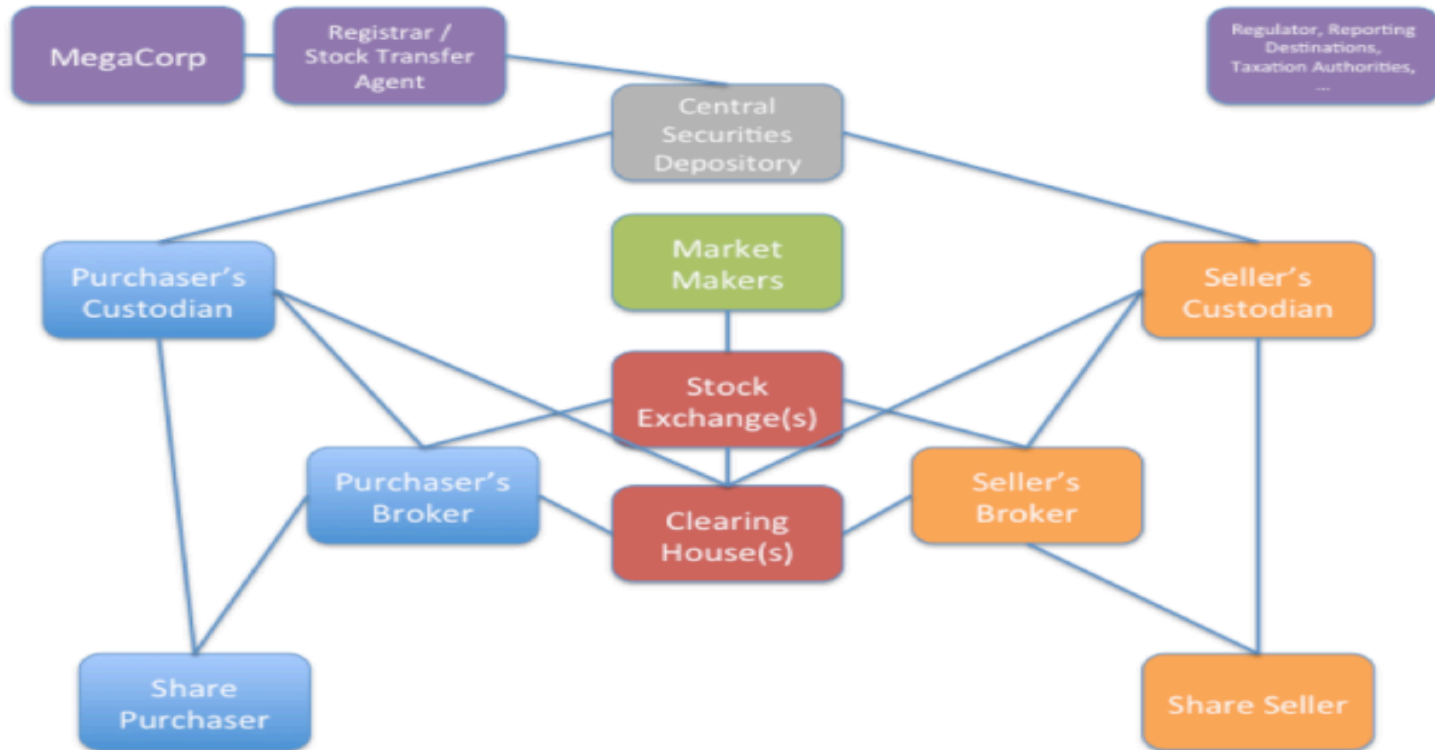 MegaCorp
Registrar /
Stock Transfer
Agent
Regulator, Reporting
Destinations,
Taxation Authorities,
...
Central
Securities
Depository
Purchaser's
Custodian
Market
Makers
Seller's
Custodian
Stock
Exchange(s)
Purchaser's
Broker
Clearing
House(s)
Seller's
Broker
Share
Purchaser
Share Seller